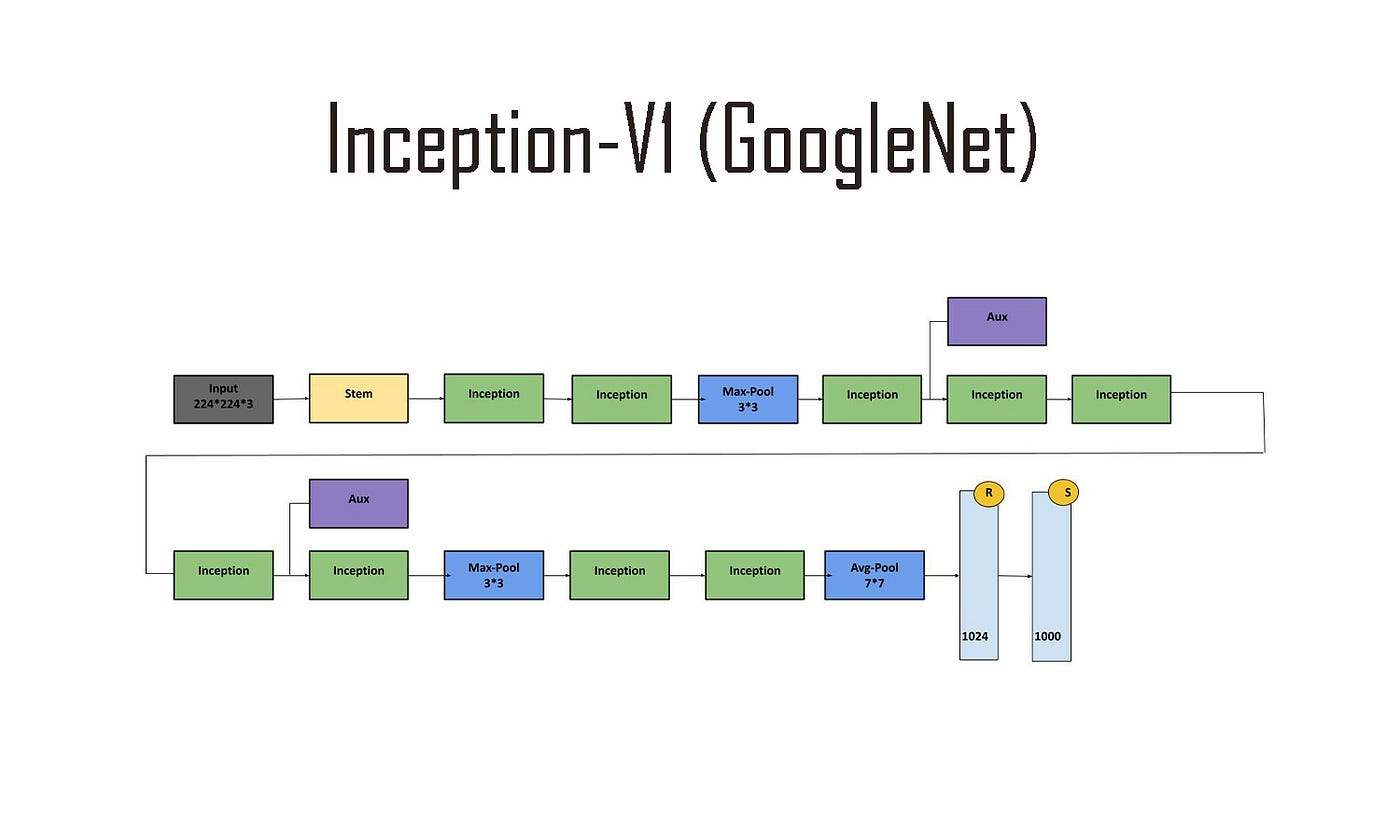 Inception-V1 (GoogleNet)
Aux
Input
224*224*3
Stem
Inception
Inception
Max-Pool
3*3
Inception
Inception
Inception
Aux
R
S
Inception
Inception
Max-Pool
3*3
Inception
Inception
Avg-Pool
7*7
1024
1000